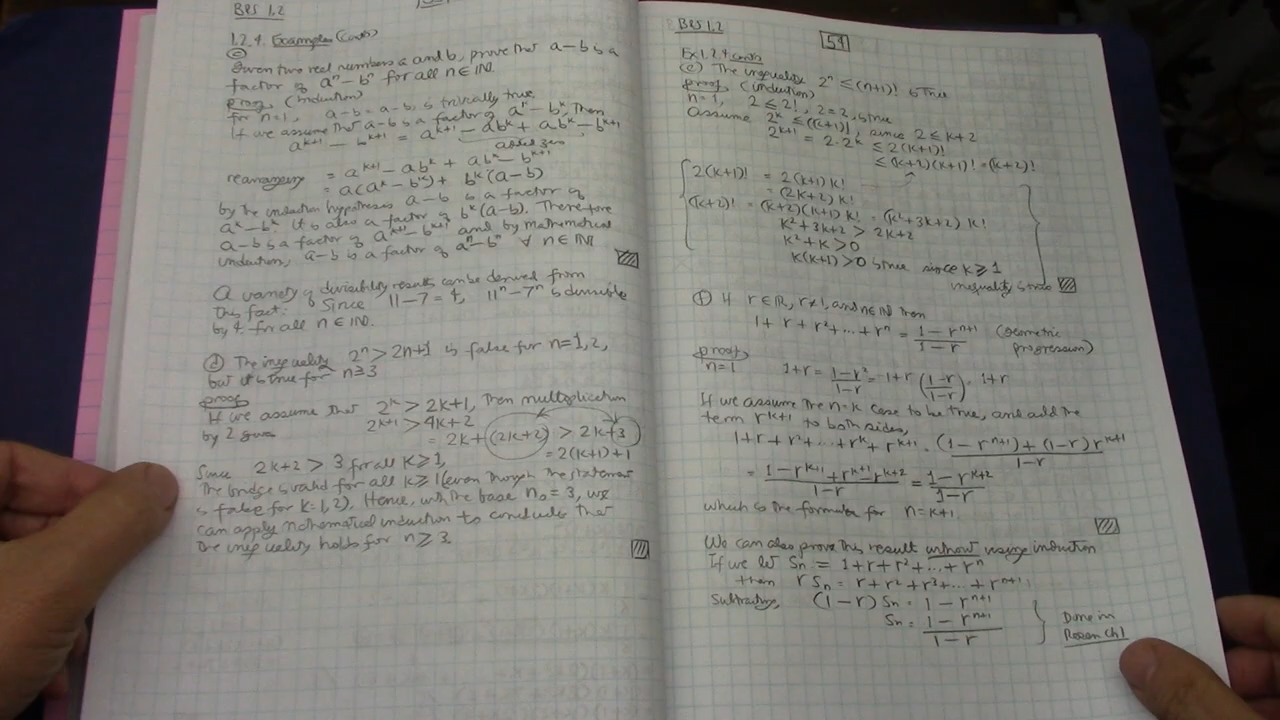 BRS 1.2
1.2.4. Examples (cont)
(c)
Given two real numbers a and b, prove that a-b is a
factor of aⁿ - bⁿ for all n ∈ ℕ.
proof (induction)
for n=1, a-b = a-b, is trivially true.
If we assume that a-b is a factor of aᵏ - bᵏ, Then
aᵏ⁺¹ - bᵏ⁺¹ = aᵏ⁺¹ - abᵏ + abᵏ - bᵏ⁺¹
added zero
rearranging = aᵏ⁺¹ - abᵏ + abᵏ - bᵏ⁺¹
= a(aᵏ - bᵏ) + bᵏ(a-b)
by the induction hypothesis a-b is a factor of
aᵏ - bᵏ. It is also a factor of bᵏ(a-b). Therefore
a-b is a factor of aᵏ⁺¹ - bᵏ⁺¹ and by mathematical
induction, a-b is a factor of aⁿ - bⁿ ∀ n ∈ ℕ
A variety of divisibility results can be derived from
this fact: Since 11-7 = 4, 11ⁿ - 7ⁿ is divisible
by 4 for all n ∈ ℕ.
(d) The inequality 2ⁿ > 2n+1 is false for n=1,2,
but it is true for n ≥ 3
proof
If we assume that 2ᵏ > 2k+1, Then multiplication
by 2 gives 2ᵏ⁺¹ > 4k+2
= 2k + (2k+2) > 2k+3
= 2(k+1)+1
Since 2k+2 > 3 for all k ≥ 1,
The bridge is valid for all k ≥ 1 (even though the statement
is false for k=1,2). Hence, with the base n₀ = 3, we
can apply mathematical induction to conclude that
the inequality holds for n ≥ 3.
BRS 1.2
54
Ex 1.2.4 cont
(e) The inequality 2ⁿ ≤ (n+1)! is True
proof (induction)
n=1, 2 ≤ 2!, 2=2, is true
Assume 2ᵏ ≤ (k+1)!, since 2 ≤ k+2
2ᵏ⁺¹ = 2·2ᵏ ≤ 2(k+1)!
≤ (k+2)(k+1)! = (k+2)!
2(k+1)! = 2(k+1)k!
= (2k+2)k!
(k+2)! = (k+2)(k+1)k! = (k²+3k+2)k!
k²+3k+2 > 2k+2
k²+k > 0
k(k+1) > 0 is true since k ≥ 1
inequality is true
(f) If r ∈ ℝ, r ≠ 1, and n ∈ ℕ then
1 + r + r² + ... + rⁿ = (1 - rⁿ⁺¹)/(1-r) (geometric
progression)
proof
n=1 1+r = (1-r²)/(1-r) = 1+r ((1-r)/(1-r)) = 1+r
If we assume the n=k case to be true, and add the
term rᵏ⁺¹ to both sides,
1 + r + r² + ... + rᵏ + rᵏ⁺¹ = ((1 - rⁿ⁺¹) + (1-r)rᵏ⁺¹)/(1-r)
= (1 - rᵏ⁺¹ + rᵏ⁺¹ - rᵏ⁺²)/(1-r) = (1 - rᵏ⁺²)/(1-r)
which is the formula for n=k+1.
We can also prove this result without using induction
If we let Sn := 1 + r + r² + ... + rⁿ
then r Sn = r + r² + r³ + ... + rⁿ⁺¹
Subtracting, (1-r) Sn = 1 - rⁿ⁺¹
Sn = (1 - rⁿ⁺¹)/(1-r)
Done in
Rosen Ch1